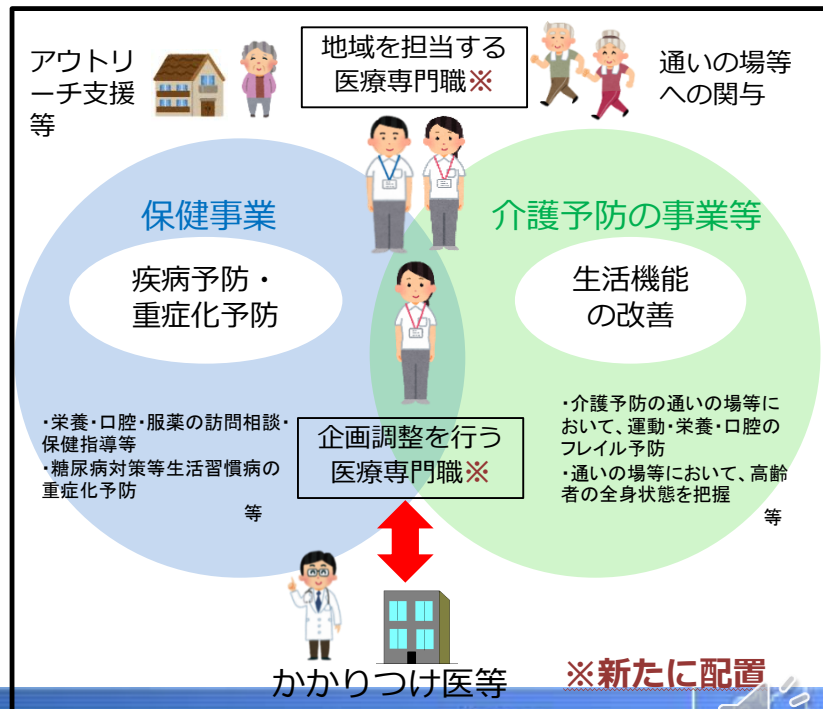 アウトリ
ーチ支援
等
地域を担当する
医療専門職※
通いの場等
への関与
保健事業
介護予防の事業等
疾病予防・
重症化予防
生活機能
の改善
・栄養・口腔・服薬の訪問相談・
保健指導等
・糖尿病対策等生活習慣病の
重症化予防
等
企画調整を行う
医療専門職※
・介護予防の通いの場等に
おいて、運動・栄養・口腔の
フレイル予防
・通いの場等において、高齢
者の全身状態を把握
等
かかりつけ医等
※新たに配置